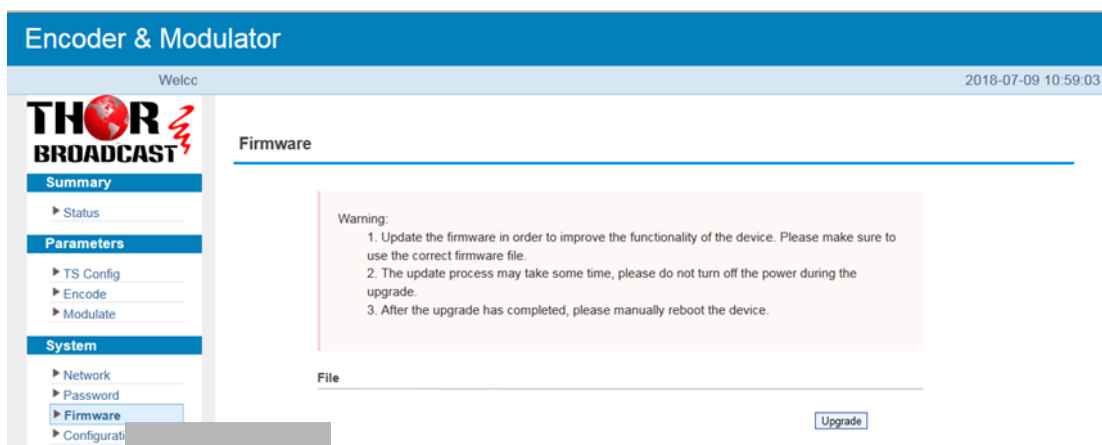 Encoder & Modulator
2018-07-09 10:59:03
THOR
BROADCAST
Firmware
Summary
Status
Parameters
TS Config
Encode
Modulate
System
Network
Password
Firmware
Warning:
1. Update the firmware in order to improve the functionality of the device. Please make sure to
use the correct firmware file.
2. The update process may take some time, please do not turn off the power during the
upgrade.
3. After the upgrade has completed, please manually reboot the device.
File
Upgrade